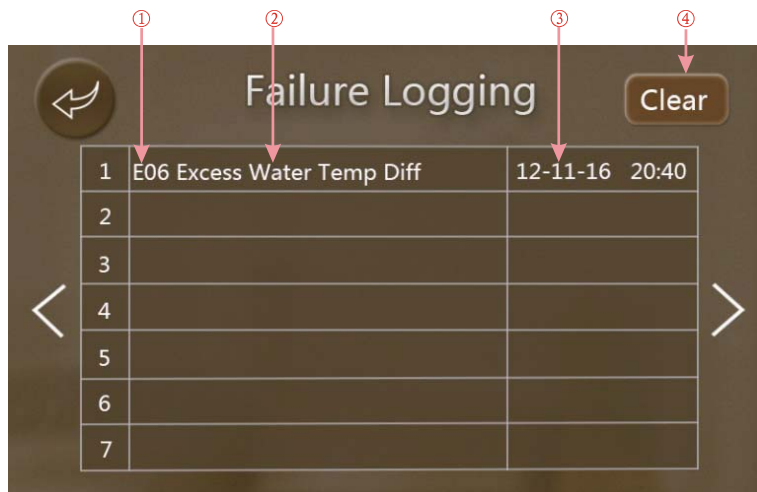 ① ② ③ ④
Failure Logging Clear
1 E06 Excess Water Temp Diff 12-11-16 20:40
2
3
4
5
6
7